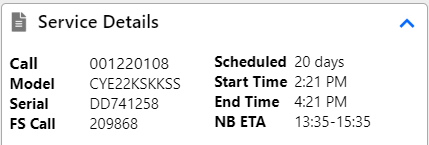 Service Details
Call 001220108
Model CYE22KSKKSS
Serial DD741258
FS Call 209868
Scheduled 20 days
Start Time 2:21 PM
End Time 4:21 PM
NB ETA 13:35-15:35